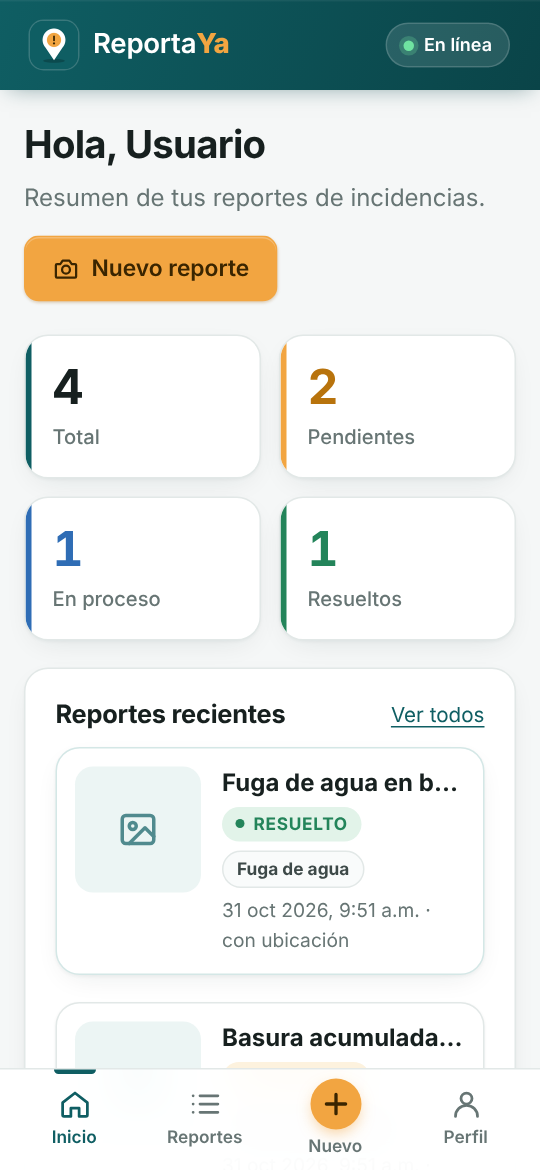 ReportaYa
En línea
Hola, Usuario
Resumen de tus reportes de incidencias.
Nuevo reporte
4
Total
2
Pendientes
1
En proceso
1
Resueltos
Reportes recientes
Ver todos
Fuga de agua en b...
RESUELTO
Fuga de agua
31 oct 2026, 9:51 a.m. ·
con ubicación
Basura acumulada...
Inicio
Reportes
Nuevo
Perfil